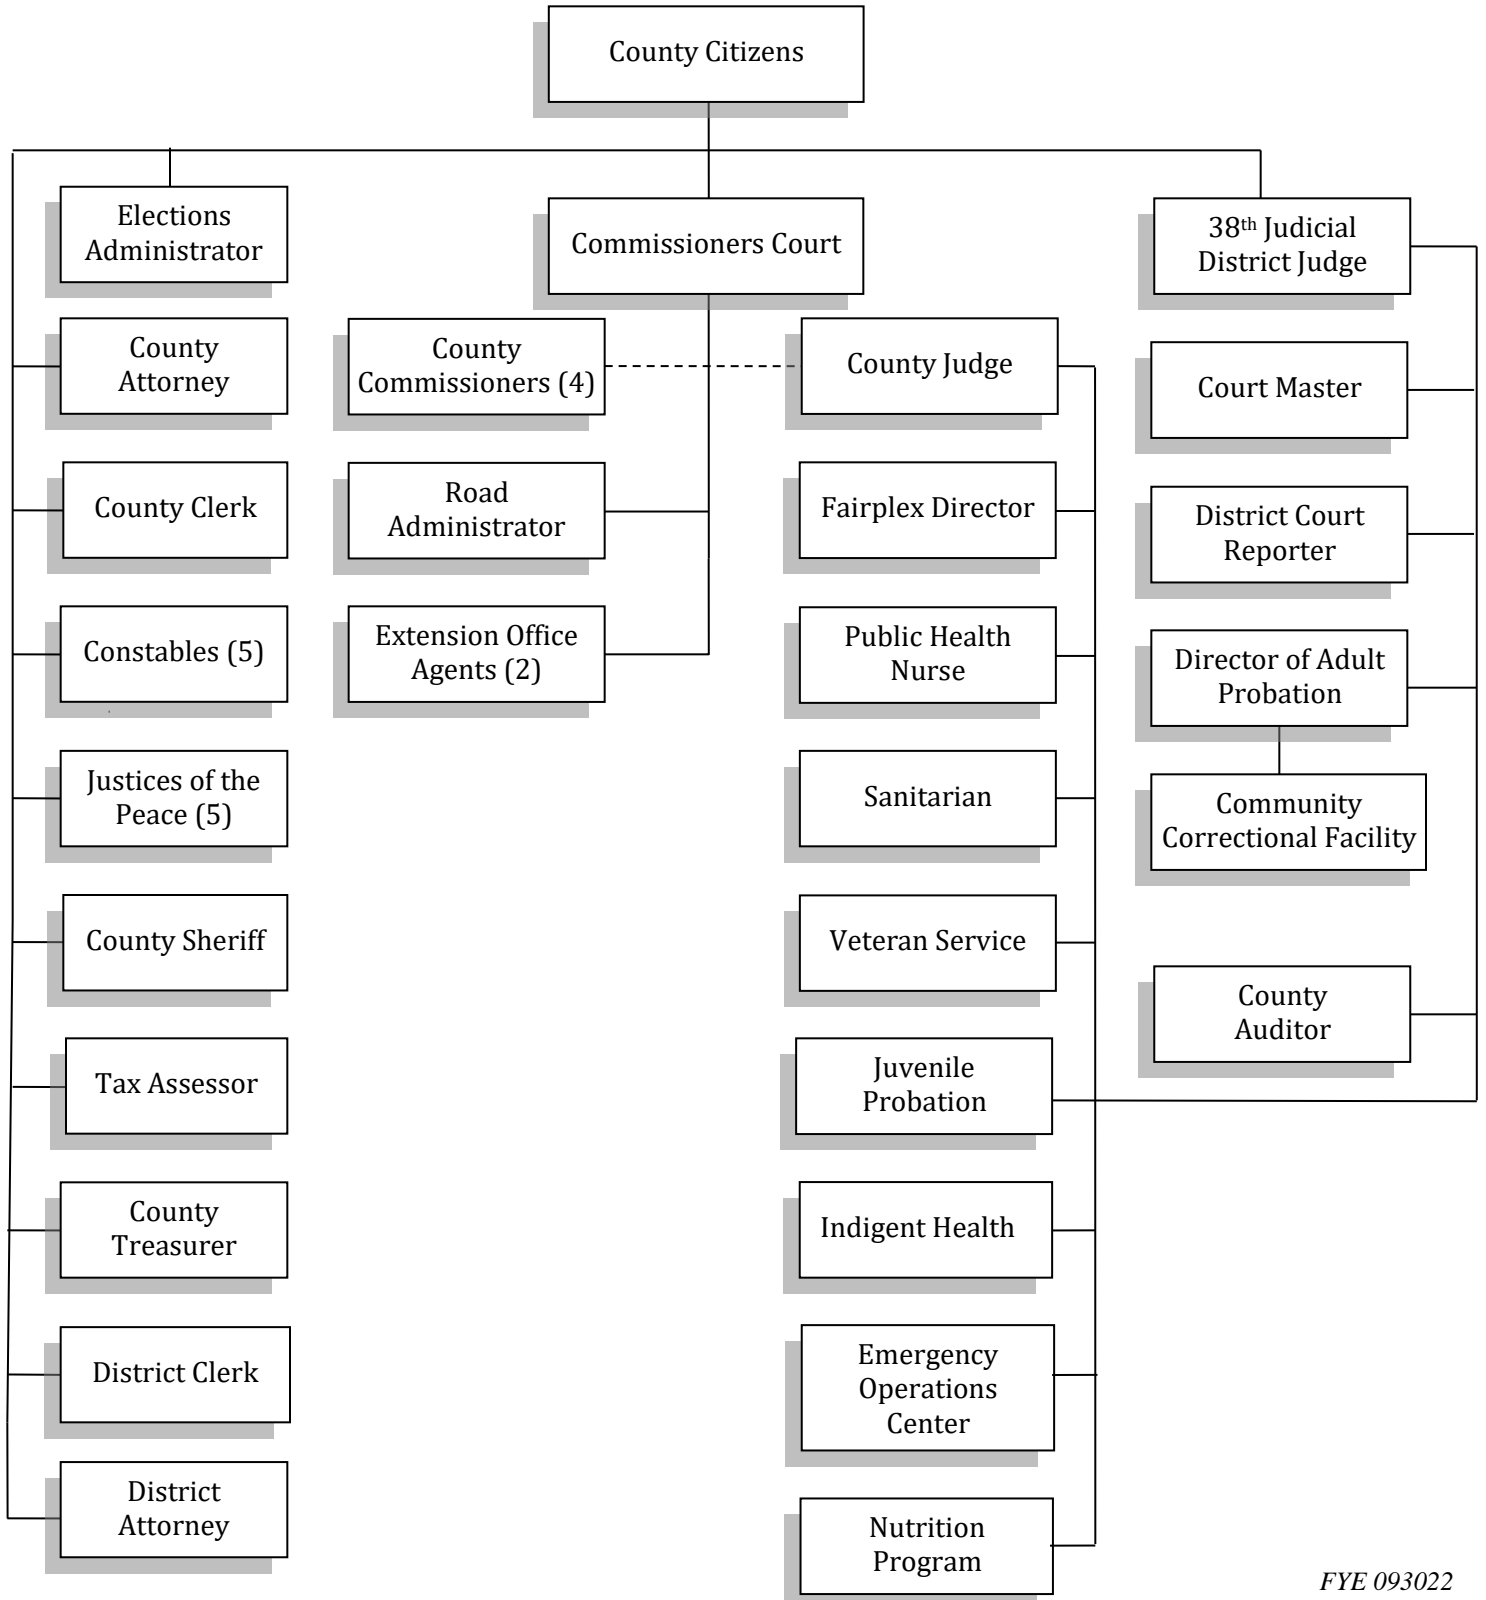 County Citizens
Elections
Administrator
Commissioners Court
38th Judicial
District Judge
County
Attorney
County
Commissioners (4)
County Judge
Court Master
County Clerk
Road
Administrator
Fairplex Director
District Court
Reporter
Constables (5)
Extension Office
Agents (2)
Public Health
Nurse
Director of Adult
Probation
Justices of the
Peace (5)
Sanitarian
Community
Correctional Facility
County Sheriff
Veteran Service
County
Auditor
Tax Assessor
Juvenile
Probation
County
Treasurer
Indigent Health
District Clerk
Emergency
Operations
Center
District
Attorney
Nutrition
Program
FYE 093022